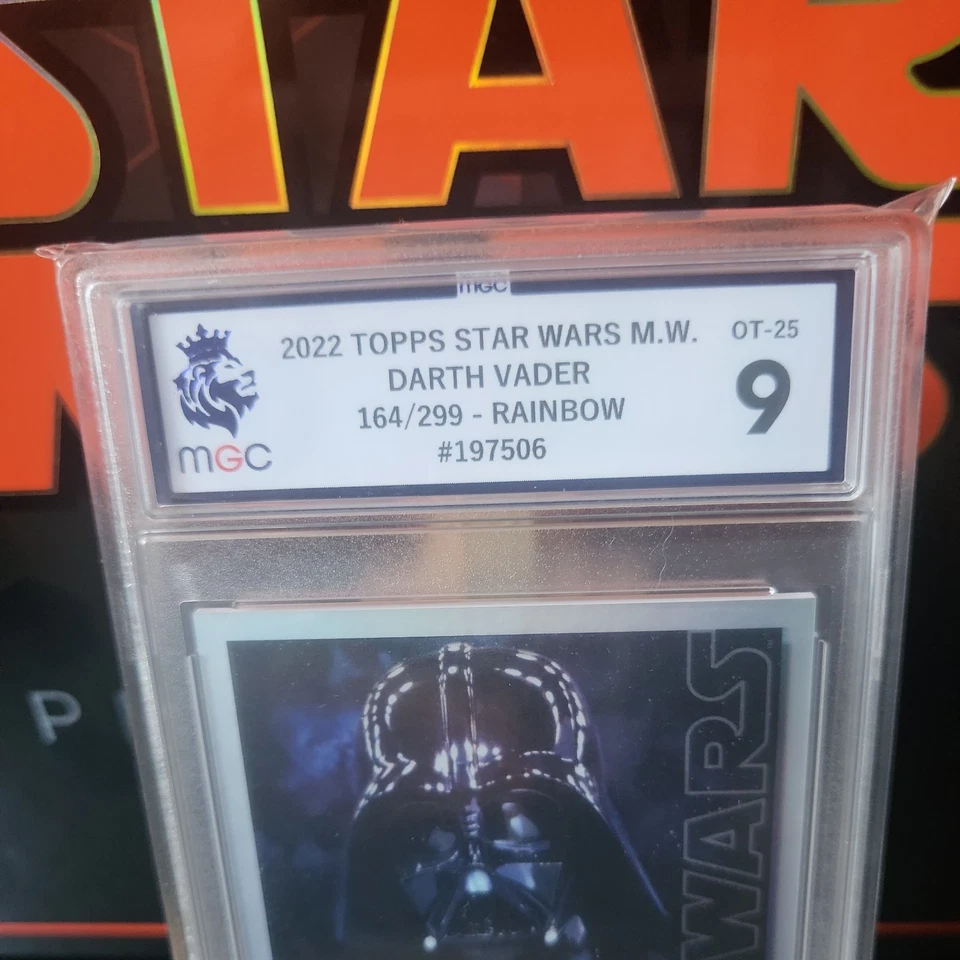 STAR
MGC
2022 TOPPS STAR WARS M.W.
OT-25
DARTH VADER
9
164/299 - RAINBOW
#197506
mGC
WARS
P